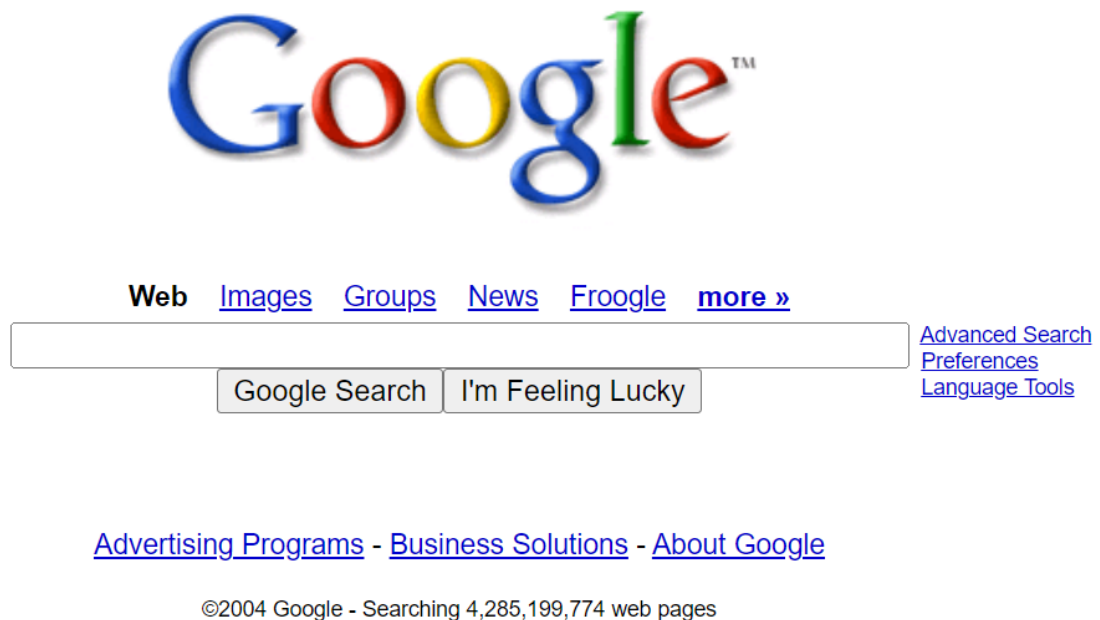 Google™
Web Images Groups News Froogle more »
Advanced Search
Preferences
Language Tools
Google Search I'm Feeling Lucky
Advertising Programs - Business Solutions - About Google
©2004 Google - Searching 4,285,199,774 web pages